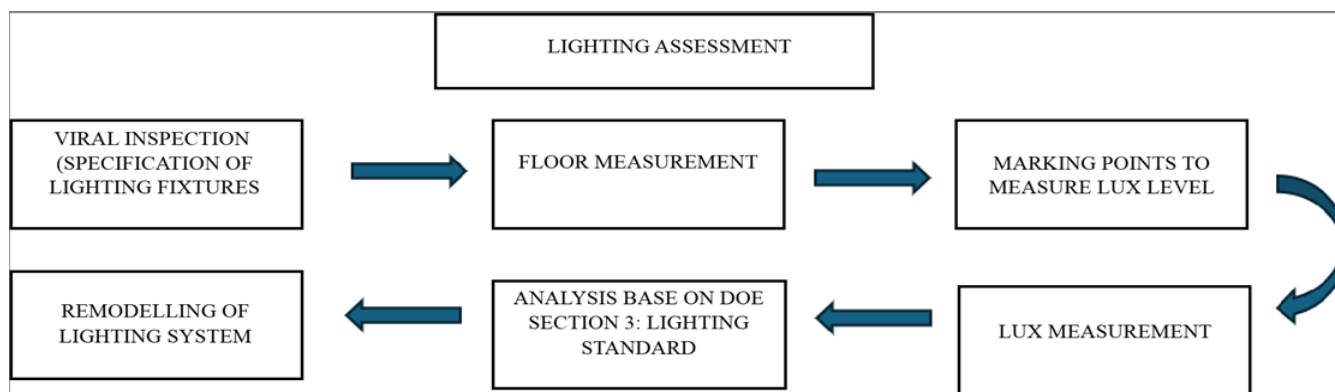 LIGHTING ASSESSMENT
VIRAL INSPECTION
(SPECIFICATION OF
LIGHTING FIXTURES
FLOOR MEASUREMENT
MARKING POINTS TO
MEASURE LUX LEVEL
LUX MEASUREMENT
ANALYSIS BASE ON DOE
SECTION 3: LIGHTING
STANDARD
REMODELLING OF
LIGHTING SYSTEM